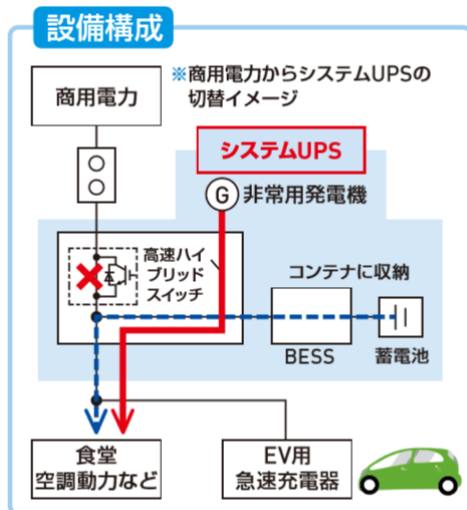 設備構成
商用電力
※商用電力からシステムUPSの
切替イメージ
システムUPS
G 非常用発電機
高速ハイ
ブリッド
スイッチ
コンテナに収納
BESS
蓄電池
食堂
空調動力など
EV用
急速充電器